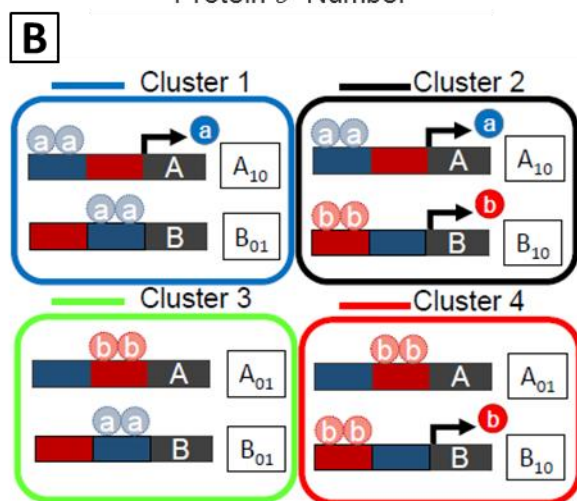 Protein b Number
B
Cluster 1
a a
a
A
A10
a a
B
B01
Cluster 2
a a
a
A
A10
b b
b
B
B10
Cluster 3
b b
A
A01
a a
B
B01
Cluster 4
b b
A
A01
b b
b
B
B10